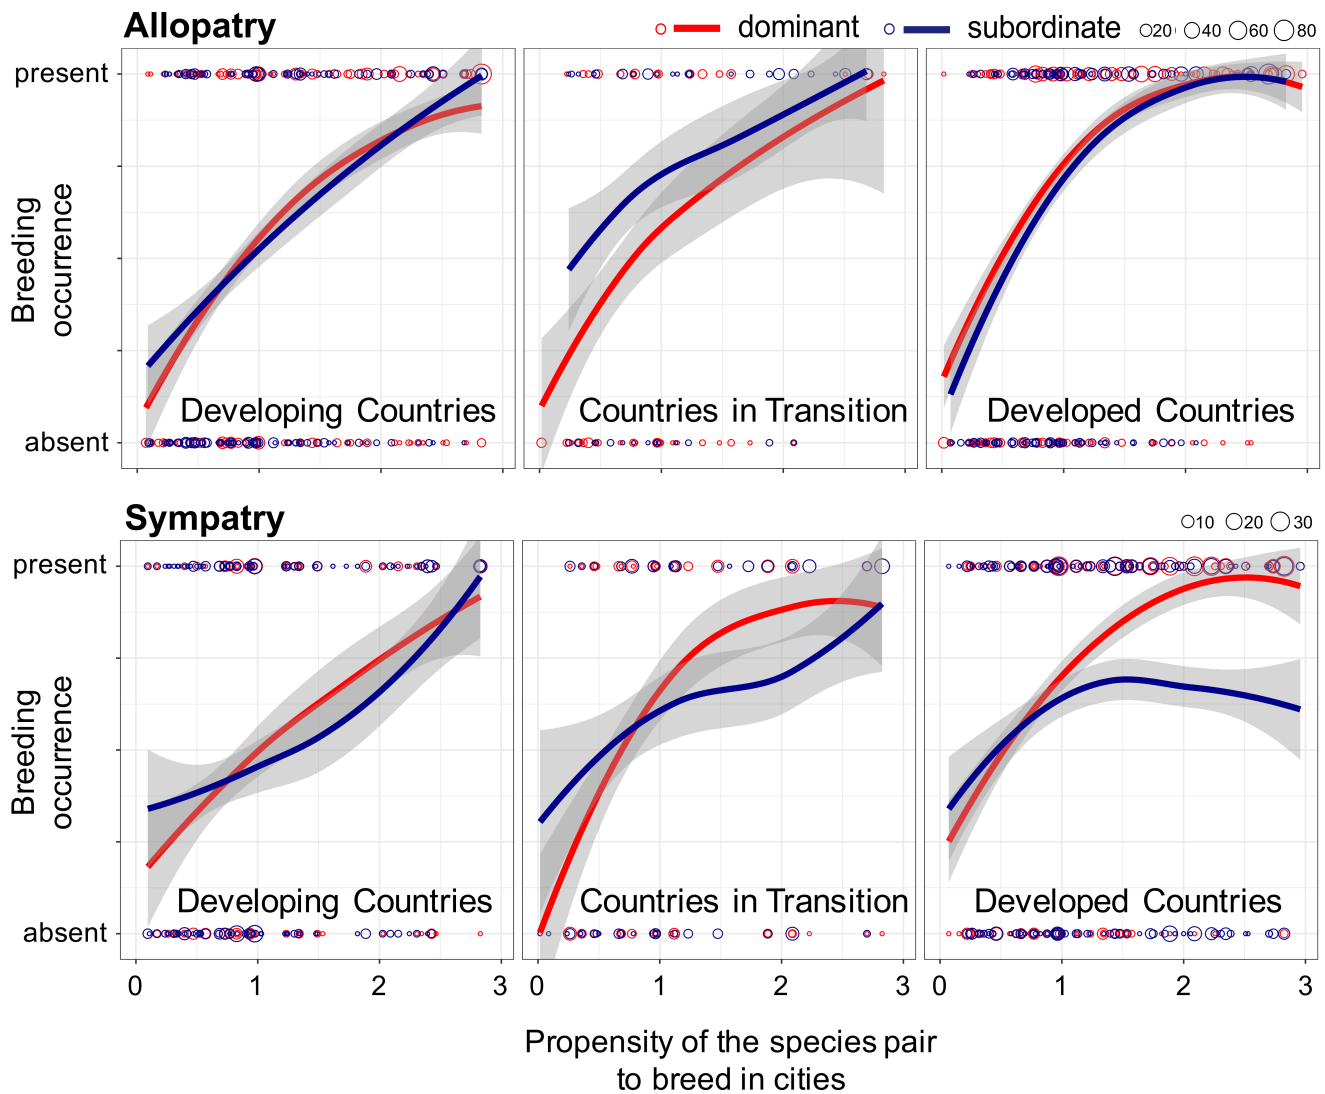 Allopatry
dominant subordinate 20 40 60 80
present
Breeding
occurrence
absent
Developing Countries
Countries in Transition
Developed Countries
Sympatry
10 20 30
present
Breeding
occurrence
absent
Developing Countries
Countries in Transition
Developed Countries
0 1 2 3 0 1 2 3 0 1 2 3
Propensity of the species pair
to breed in cities